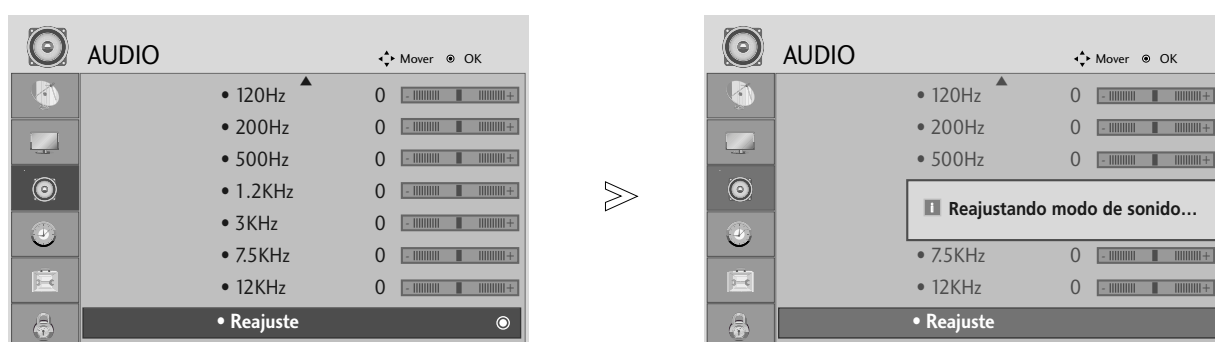 AUDIO Mover OK
• 120Hz 0 - +
• 200Hz 0 - +
• 500Hz 0 - +
• 1.2KHz 0 - +
• 3KHz 0 - +
• 7.5KHz 0 - +
• 12KHz 0 - +
• Reajuste
AUDIO Mover OK
• 120Hz 0 - +
• 200Hz 0 - +
• 500Hz 0 - +
i Reajustando modo de sonido...
• 7.5KHz 0 - +
• 12KHz 0 - +
• Reajuste